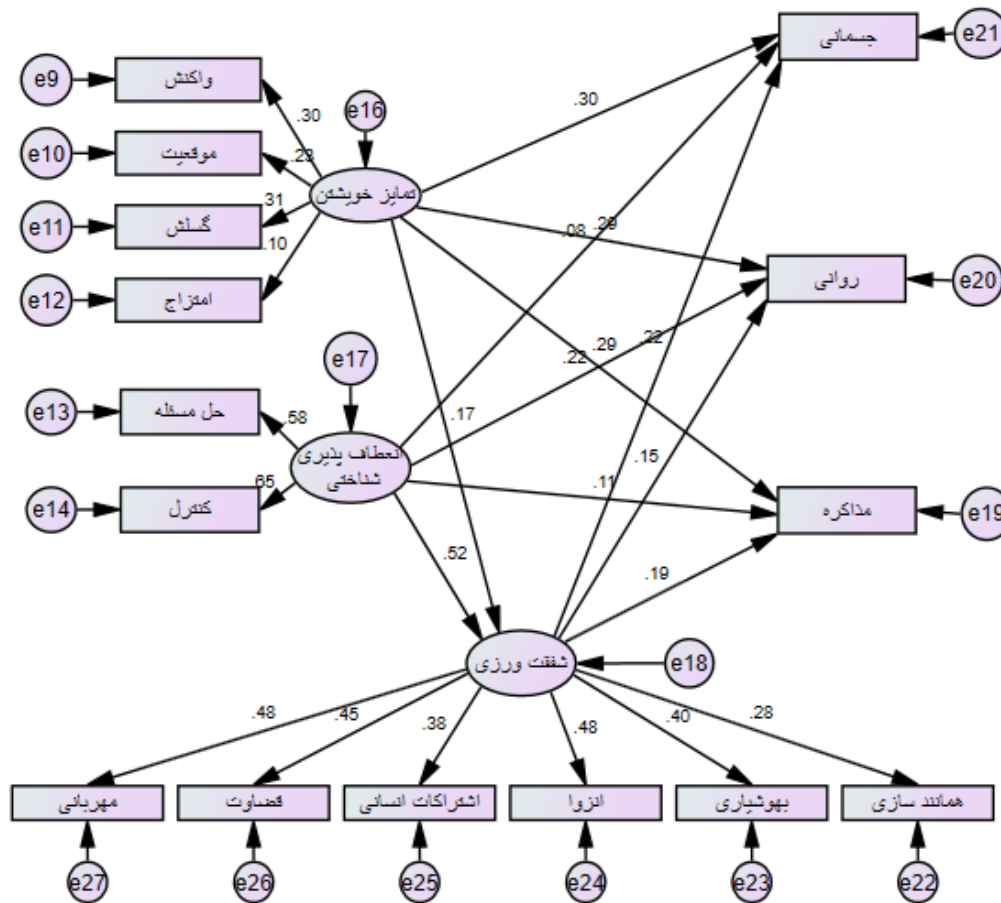 جسمانی
e21
e9
واکنش
e16
.30
.30
e10
موقعیت
.23
تمایز خویشتن
e11
گسلش
.31
.08
.29
.10
روانی
e20
e12
امتزاج
e17
.22
.29
.22
e13
حل مسئله
.58
.17
انعطاف پذیری
شناختی
.15
.11
e14
کنترل
.65
مذاکره
e19
.52
.19
شفقت ورزی
e18
.48
.45
.38
.48
.40
.28
مهربانی
قضاوت
اشتراکات انسانی
انزوا
بهوشیاری
همانند سازی
e27
e26
e25
e24
e23
e22